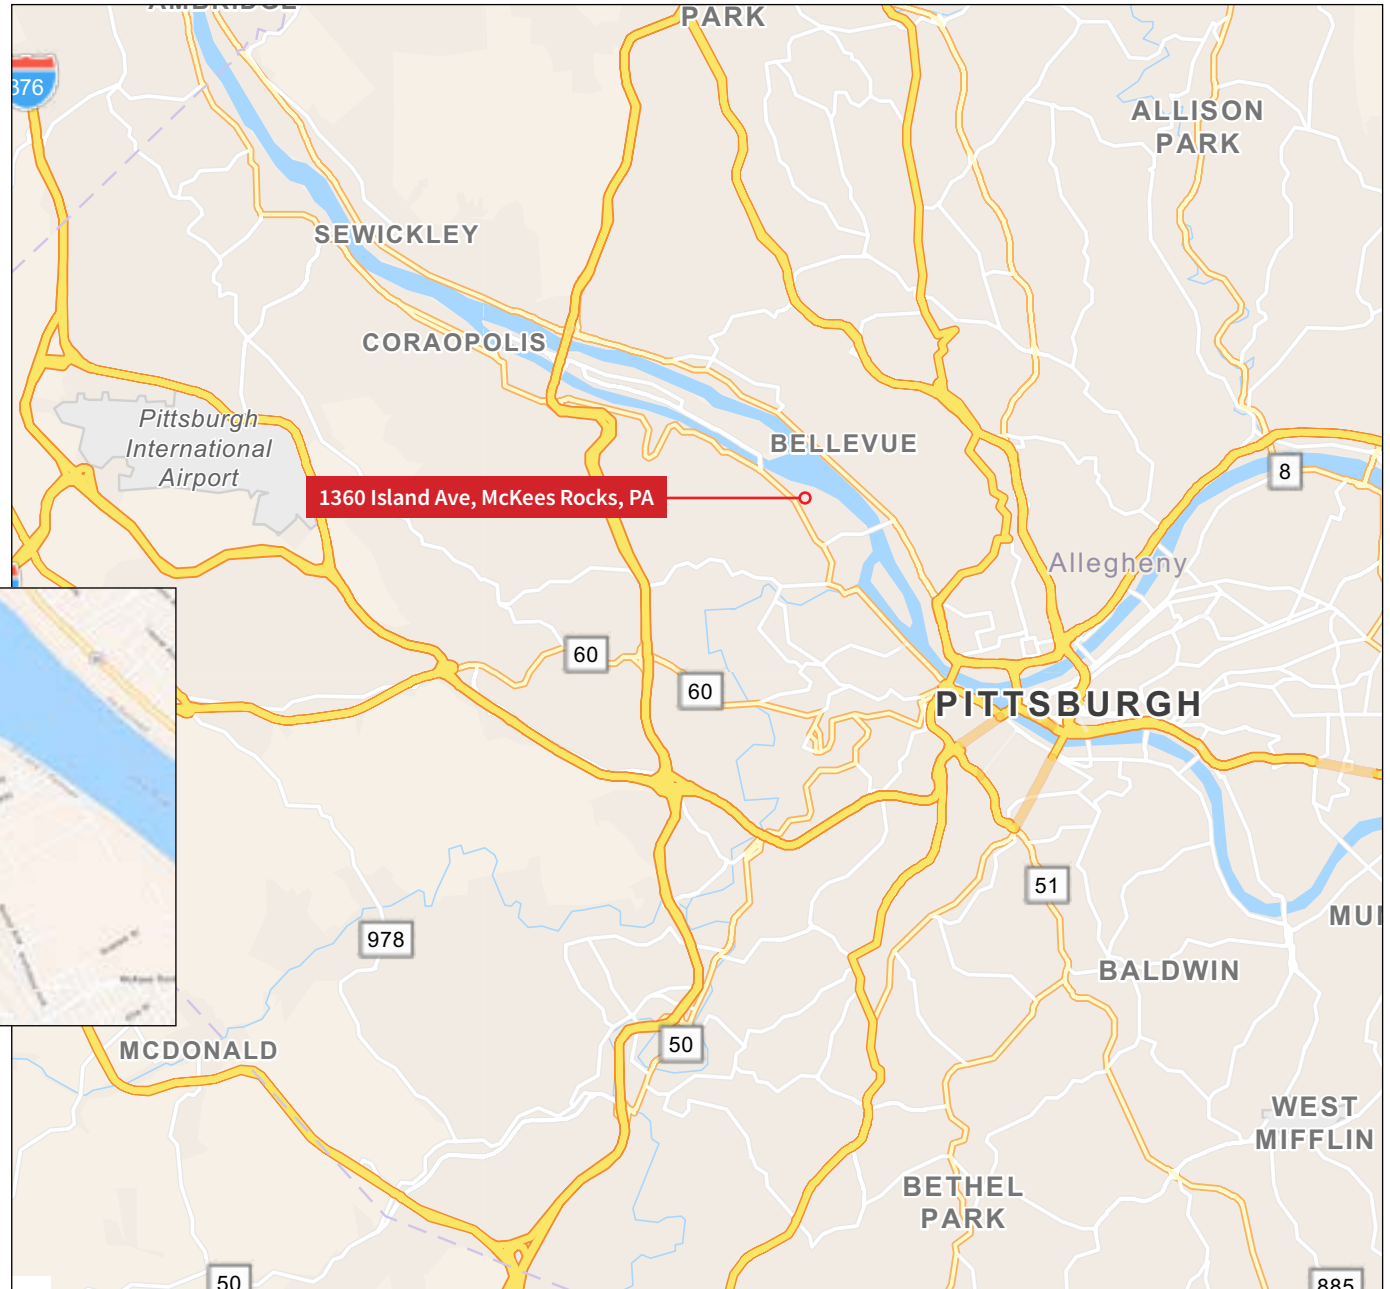 PARK
376
ALLISON
PARK
SEWICKLEY
CORAOPOLIS
Pittsburgh
International
Airport
BELLEVUE
8
1360 Island Ave, McKees Rocks, PA
Allegheny
60
60
PITTSBURGH
51
978
BALDWIN
50
MCDONALD
WEST
MIFFLIN
BETHEL
PARK
50
885